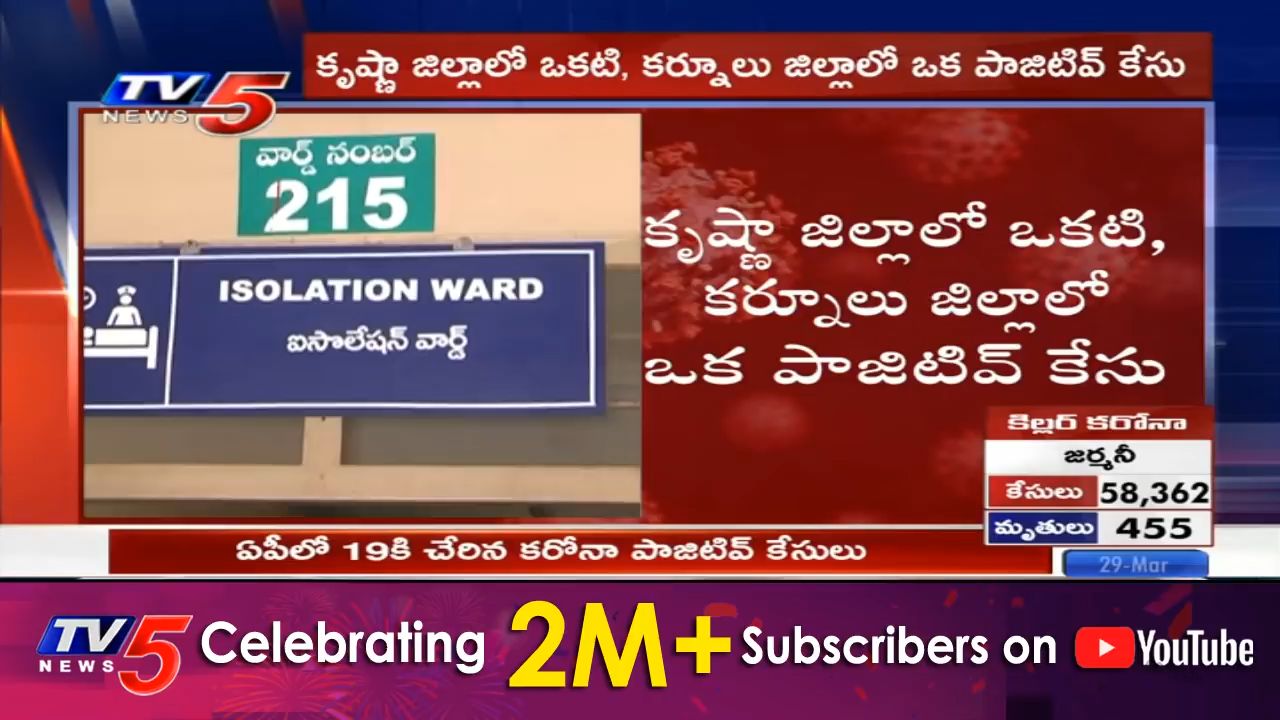 కృష్ణా జిల్లాలో ఒకటి, కర్నూలు జిల్లాలో ఒక పాజిటివ్ కేసు
TV5
NEWS
వార్డ్ నంబర్
215
ISOLATION WARD
ఐసొలేషన్ వార్డ్
కృష్ణా జిల్లాలో ఒకటి,
కర్నూలు జిల్లాలో
ఒక పాజిటివ్ కేసు
కిల్లర్ కరోనా
జర్మనీ
కేసులు 58,362
మృతులు 455
ఏపీలో 19కి చేరిన కరోనా పాజిటివ్ కేసులు
29-Mar
TV5 NEWS Celebrating 2M+ Subscribers on YouTube